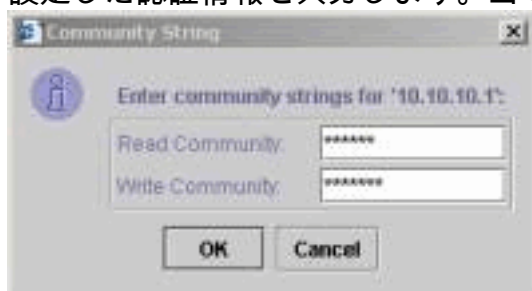 設定した認証情報を入力します。
Community String
Enter community strings for '10.10.10.1':
Read Community: ******
Write Community: *******
OK Cancel